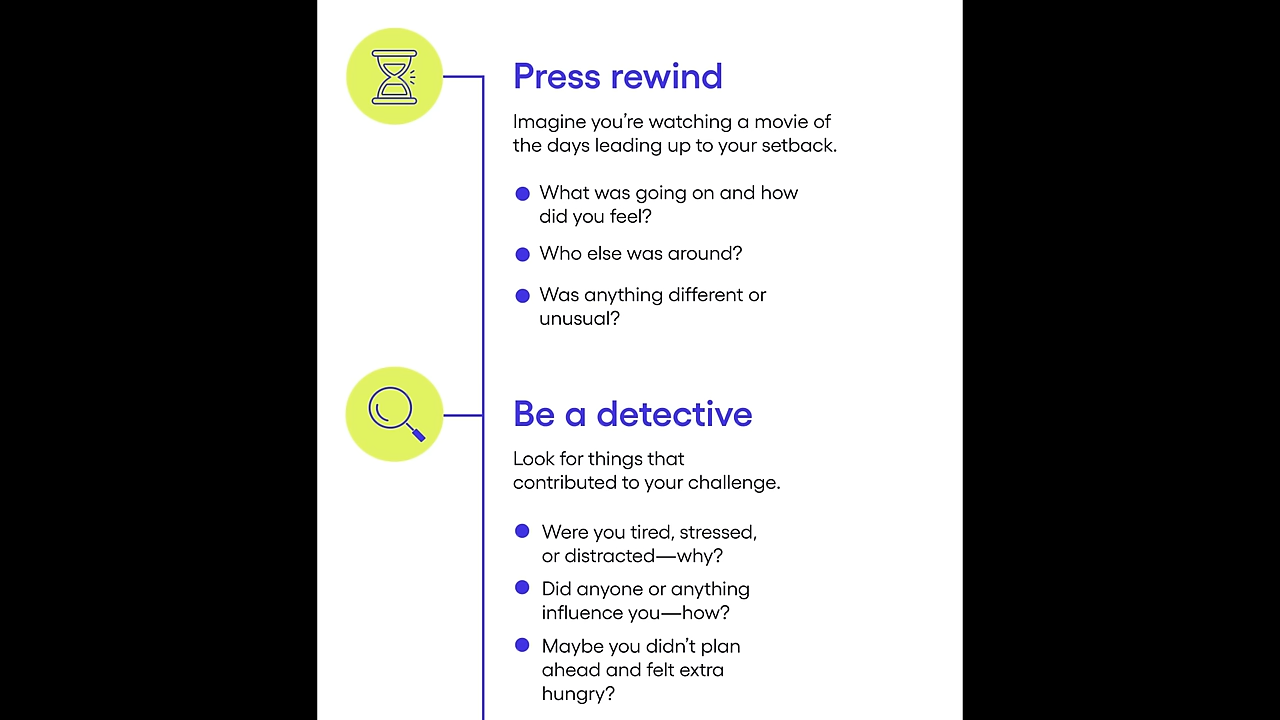 Press rewind
Imagine you’re watching a movie of
the days leading up to your setback.
What was going on and how
did you feel?
Who else was around?
Was anything different or
unusual?
Be a detective
Look for things that
contributed to your challenge.
Were you tired, stressed,
or distracted—why?
Did anyone or anything
influence you—how?
Maybe you didn’t plan
ahead and felt extra
hungry?